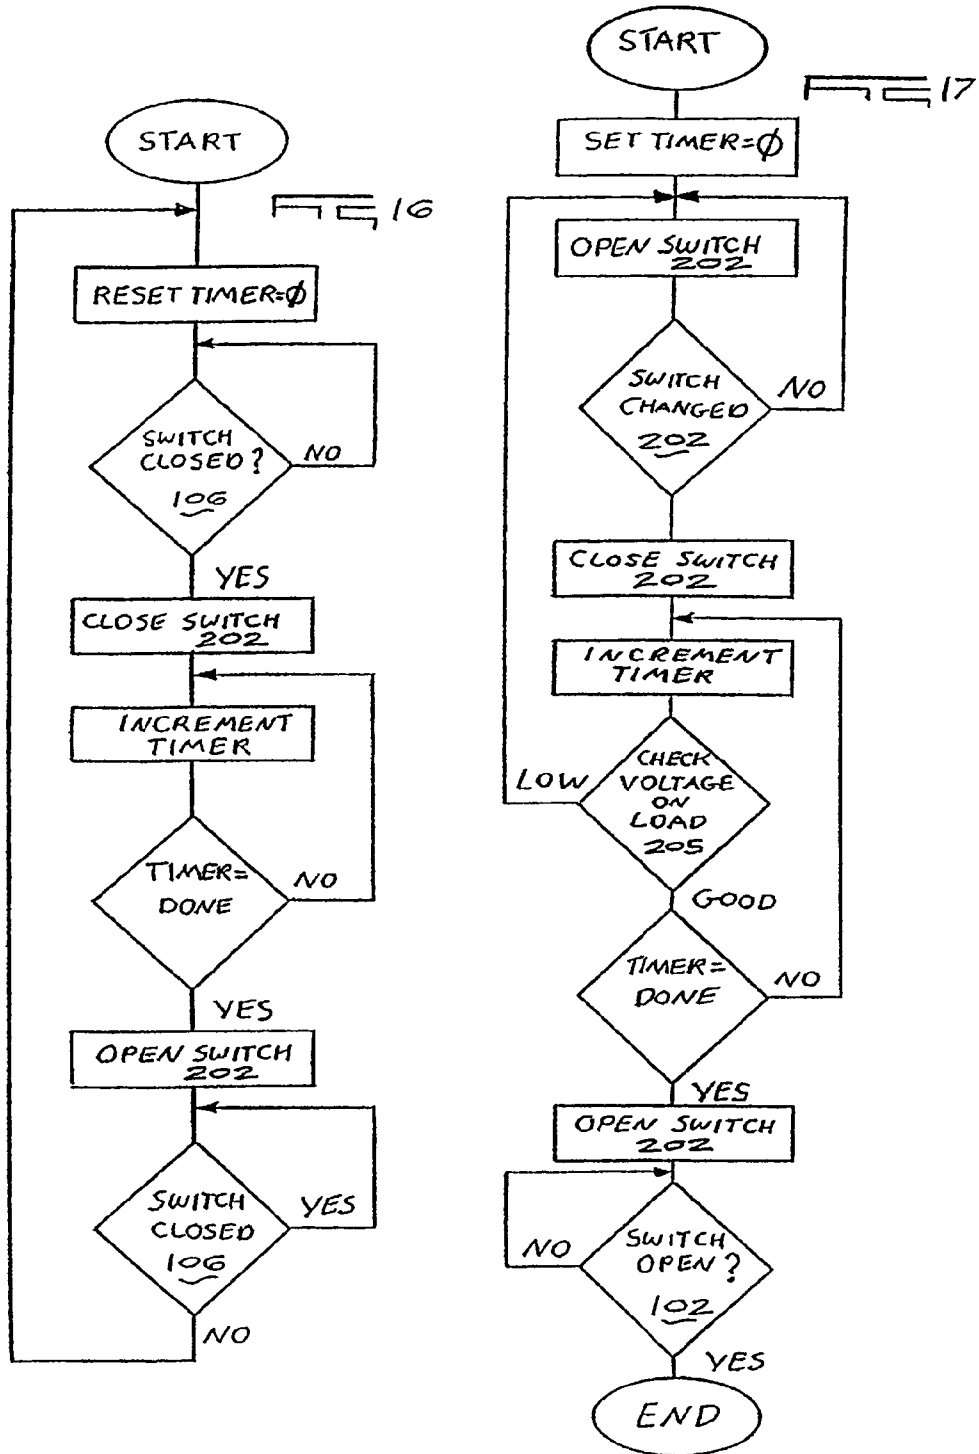 START
FIG 16
RESET TIMER=Ø
SWITCH
CLOSED?
NO
106
YES
CLOSE SWITCH
202
INCREMENT
TIMER
TIMER=
DONE
NO
YES
OPEN SWITCH
202
SWITCH
CLOSED
YES
106
NO
START
FIG 17
SET TIMER=Ø
OPEN SWITCH
202
SWITCH
CHANGED
NO
202
CLOSE SWITCH
202
INCREMENT
TIMER
CHECK
VOLTAGE
ON
LOAD
205
LOW
GOOD
TIMER=
DONE
NO
YES
OPEN SWITCH
202
SWITCH
OPEN?
NO
102
YES
END